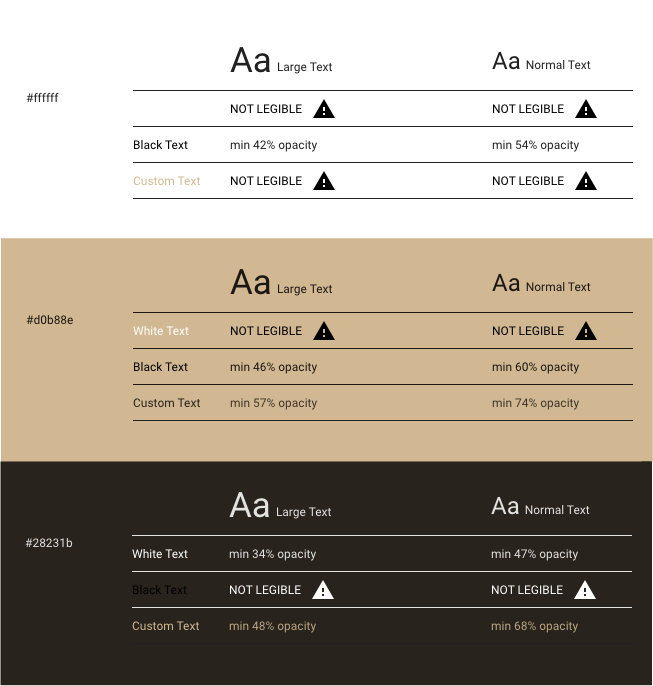 Aa Large Text Aa Normal Text
#ffffff
NOT LEGIBLE NOT LEGIBLE
Black Text min 42% opacity min 54% opacity
Custom Text NOT LEGIBLE NOT LEGIBLE
Aa Large Text Aa Normal Text
#d0b88e
White Text NOT LEGIBLE NOT LEGIBLE
Black Text min 46% opacity min 60% opacity
Custom Text min 57% opacity min 74% opacity
Aa Large Text Aa Normal Text
#28231b
White Text min 34% opacity min 47% opacity
Black Text NOT LEGIBLE NOT LEGIBLE
Custom Text min 48% opacity min 68% opacity